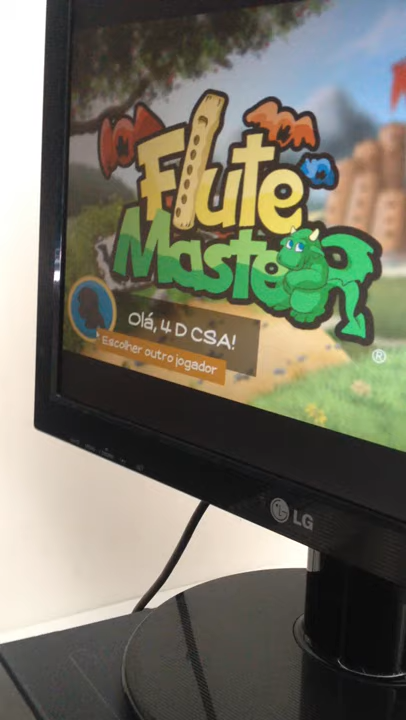 Flute
Master
®
Olá, 4 D CSA!
Escolher outro jogador
LG